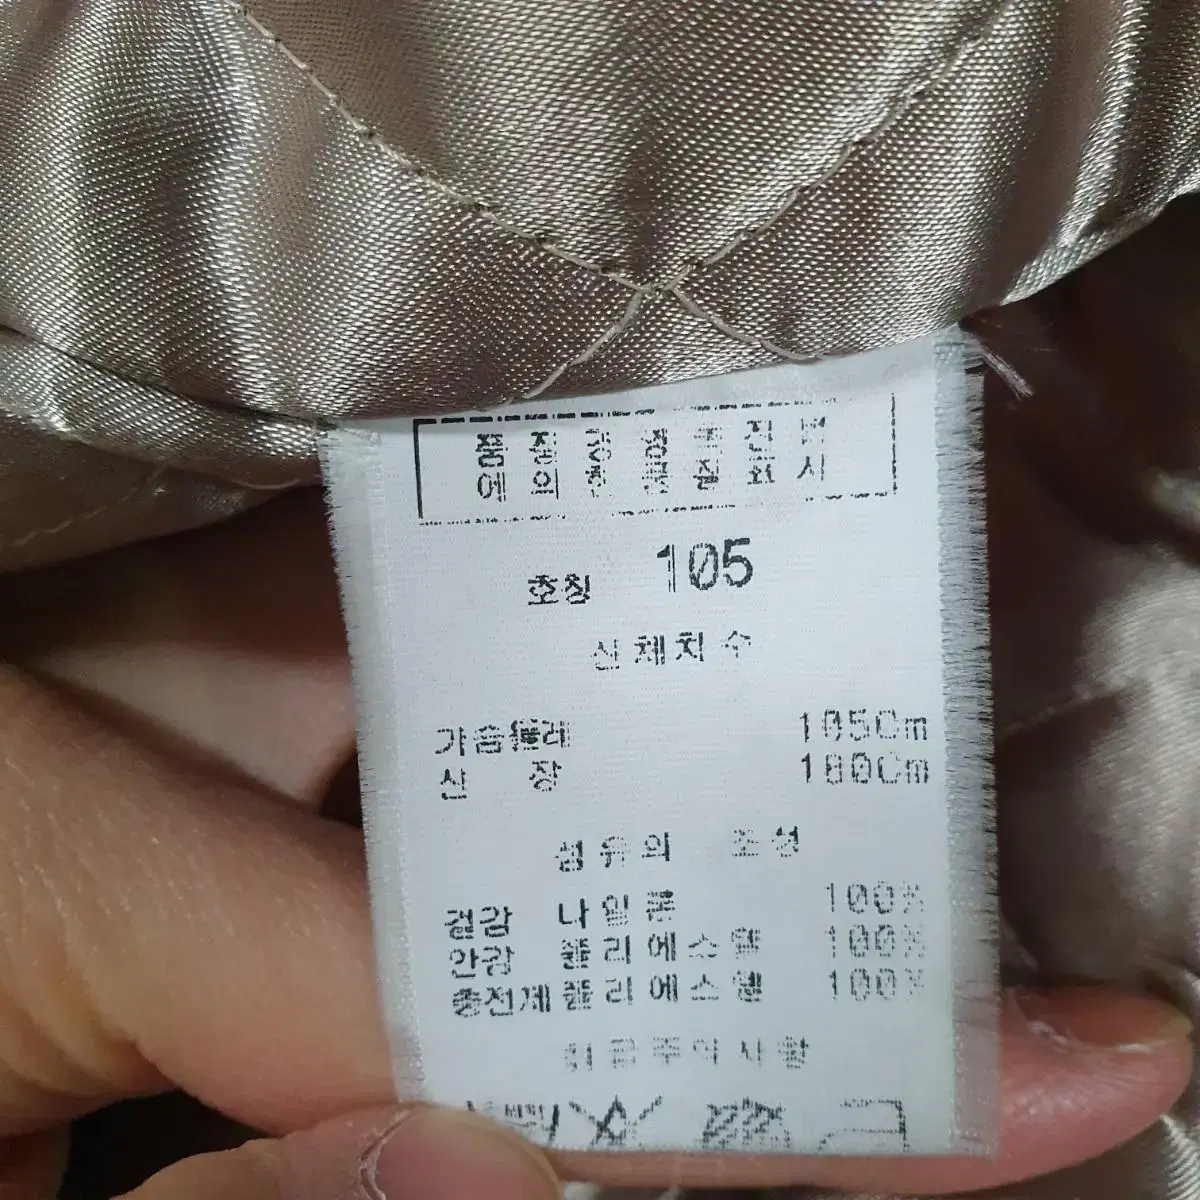 품질경영촉진법
에의한품질표시
호칭 105
신체치수
가슴둘레 105Cm
신 장 180Cm
섬유의 조성
겉감 나일론 100%
안감 폴리에스텔 100%
충전재 폴리에스텔 100%
취급주의사항